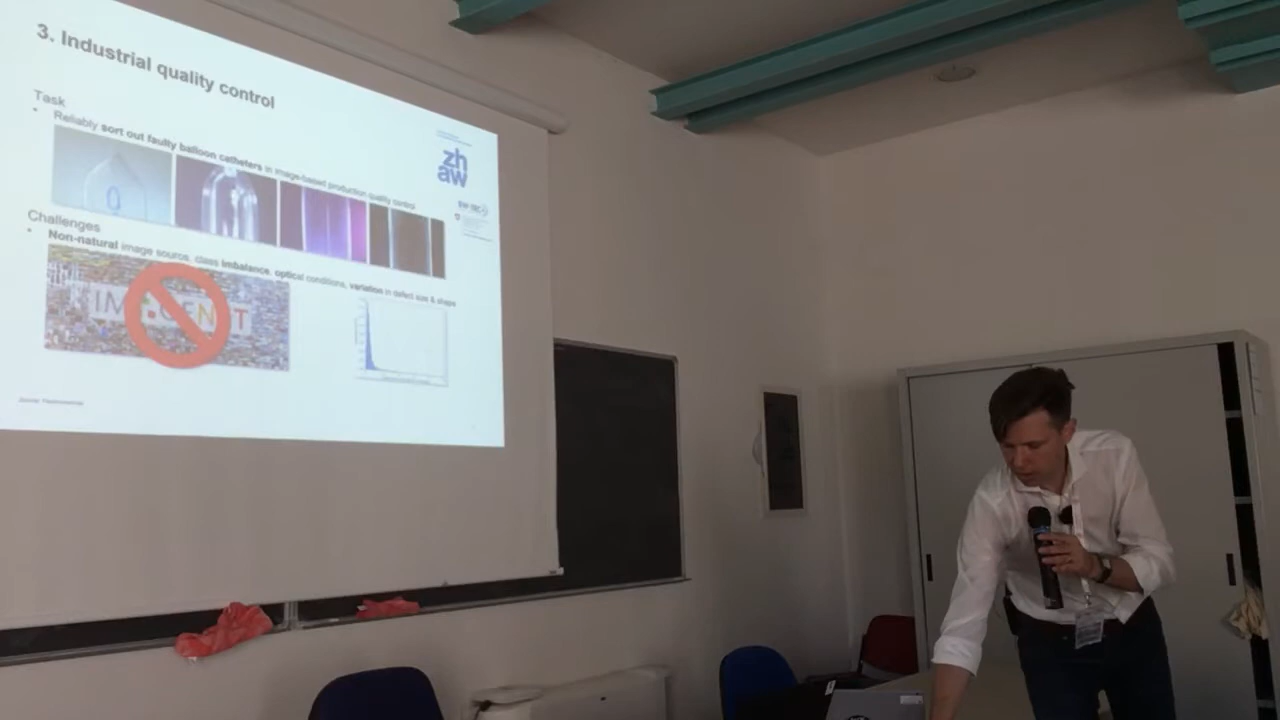 3. Industrial quality control
Task
• Reliably sort out faulty balloon catheters in image-based production quality control
zh
aw
Challenges
• Non-natural image source, class imbalance, optical conditions, variation in defect size & shape